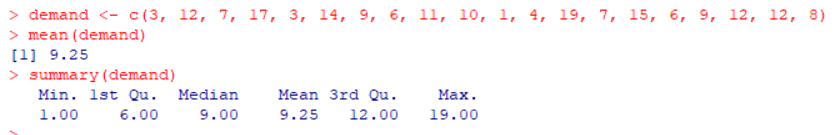 > demand <- c(3, 12, 7, 17, 3, 14, 9, 6, 11, 10, 1, 4, 19, 7, 15, 6, 9, 12, 12, 8)
> mean(demand)
[1] 9.25
> summary(demand)
   Min. 1st Qu.  Median    Mean 3rd Qu.    Max.
   1.00    6.00    9.00    9.25   12.00   19.00
>